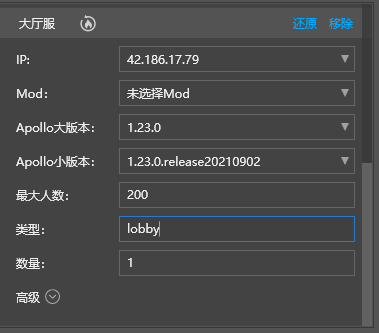 大厅服 还原 移除
IP: 42.186.17.79
Mod: 未选择Mod
Apollo大版本: 1.23.0
Apollo小版本: 1.23.0.release20210902
最大人数: 200
类型: lobby
数量: 1
高级